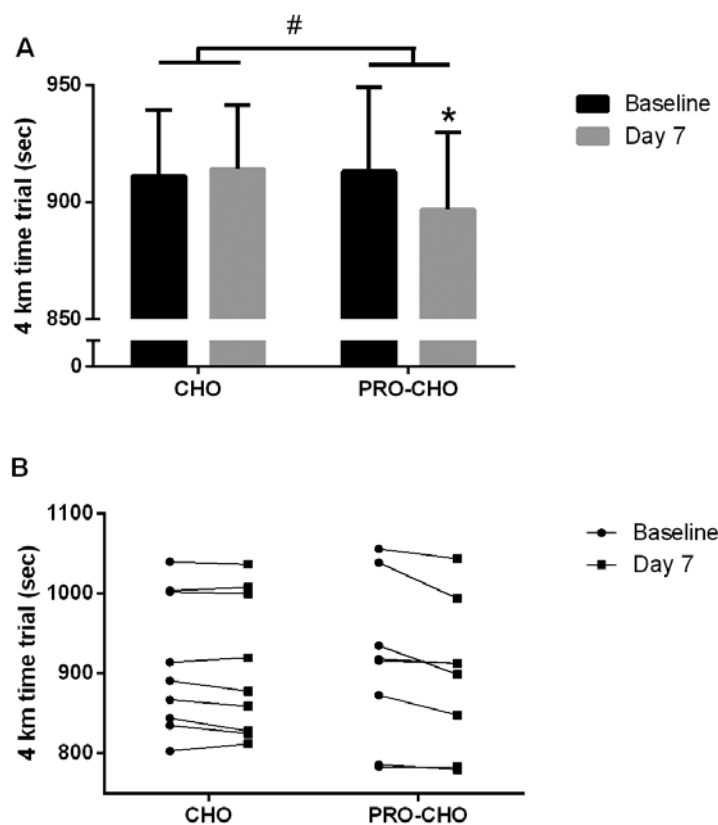 A
#
*
950
900
850
0
4 km time trial (sec)
CHO
PRO-CHO
Baseline
Day 7
B
1100
1000
900
800
4 km time trial (sec)
CHO
PRO-CHO
Baseline
Day 7